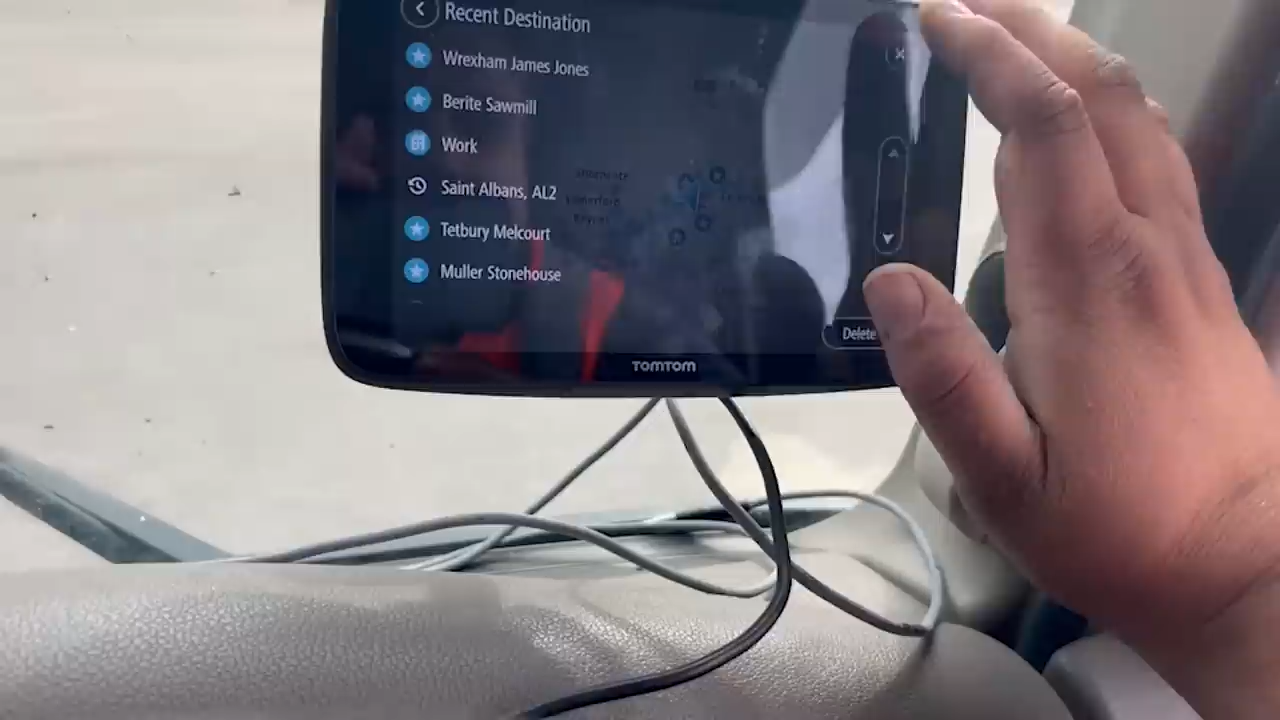 Recent Destination
Wrexham James Jones
Berite Sawmill
Work
Saint Albans, AL2
Tetbury Melcourt
Muller Stonehouse
Delete
TOMTOM